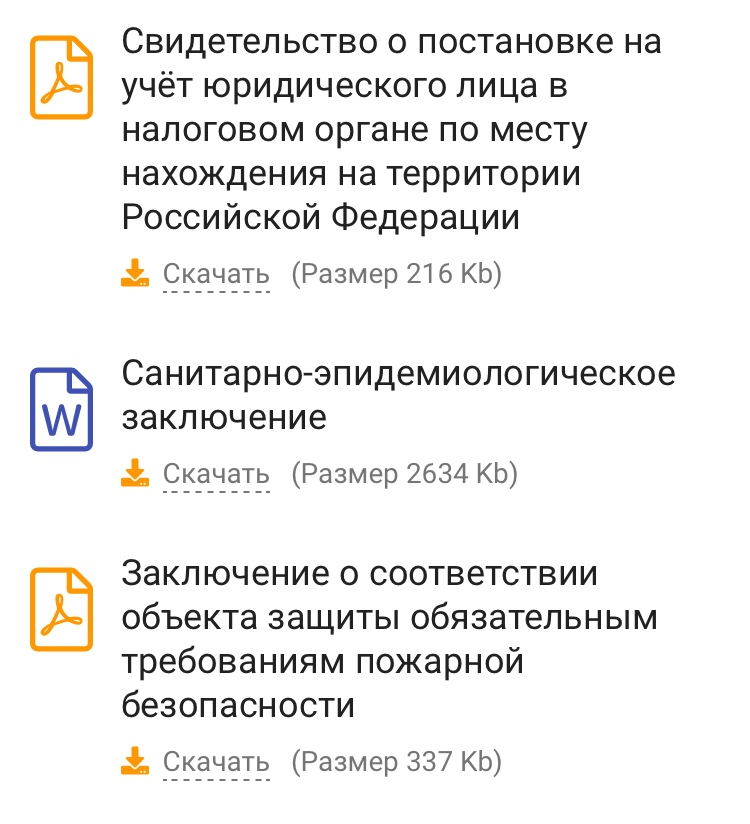 Свидетельство о постановке на
учёт юридического лица в
налоговом органе по месту
нахождения на территории
Российской Федерации
Скачать (Размер 216 Kb)
W
Санитарно-эпидемиологическое
заключение
Скачать (Размер 2634 Kb)
Заключение о соответствии
объекта защиты обязательным
требованиям пожарной
безопасности
Скачать (Размер 337 Kb)